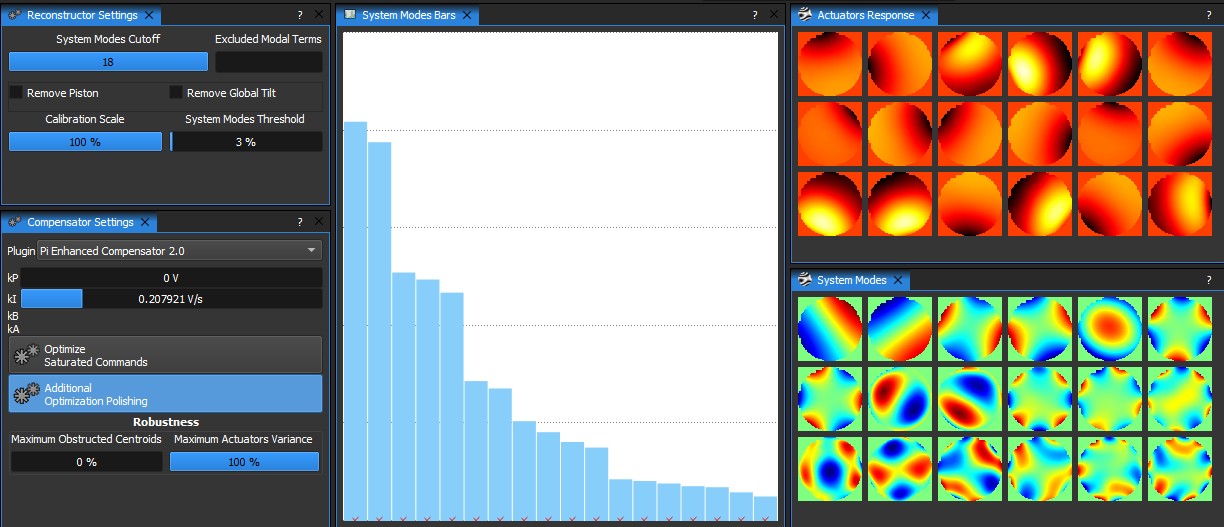 Reconstructor Settings
System Modes Cutoff
Excluded Modal Terms
18
Remove Piston
Remove Global Tilt
Calibration Scale
System Modes Threshold
100 %
3 %
Compensator Settings
Plugin Pi Enhanced Compensator 2.0
kP
0 V
kI
0.207921 V/s
kB
kA
Optimize
Saturated Commands
Additional
Optimization Polishing
Robustness
Maximum Obstructed Centroids
Maximum Actuators Variance
0 %
100 %
System Modes Bars
Actuators Response
System Modes